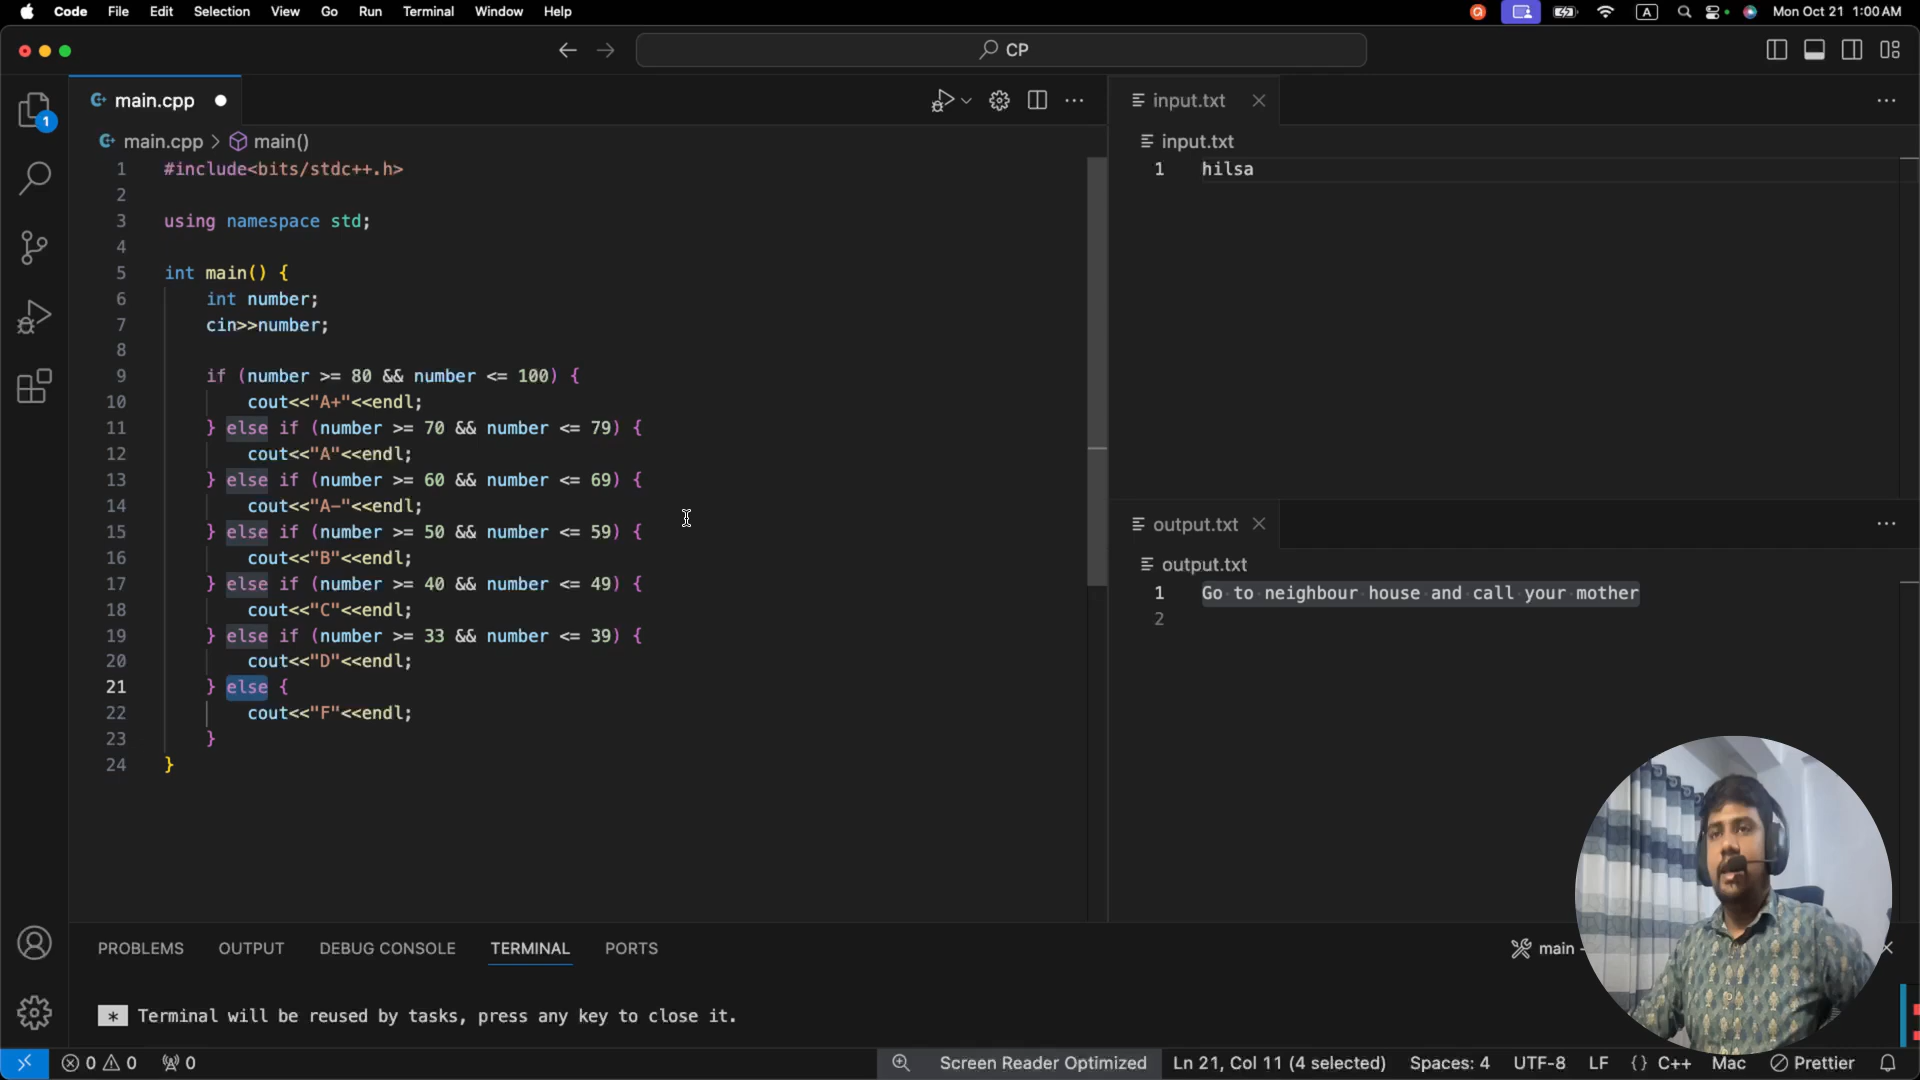 Code File Edit Selection View Go Run Terminal Window Help
A Mon Oct 21 1:00 AM
CP
main.cpp
main.cpp > main()
1 #include<bits/stdc++.h>
2
3 using namespace std;
4
5 int main() {
6 int number;
7 cin>>number;
8
9 if (number >= 80 && number <= 100) {
10 cout<<"A+"<<endl;
11 } else if (number >= 70 && number <= 79) {
12 cout<<"A"<<endl;
13 } else if (number >= 60 && number <= 69) {
14 cout<<"A-"<<endl;
15 } else if (number >= 50 && number <= 59) {
16 cout<<"B"<<endl;
17 } else if (number >= 40 && number <= 49) {
18 cout<<"C"<<endl;
19 } else if (number >= 33 && number <= 39) {
20 cout<<"D"<<endl;
21 } else {
22 cout<<"F"<<endl;
23 }
24 }
input.txt
input.txt
1 hilsa
output.txt
output.txt
1 Go to neighbour house and call your mother
2
1
PROBLEMS OUTPUT DEBUG CONSOLE TERMINAL PORTS
main -
* Terminal will be reused by tasks, press any key to close it.
0 0 0 Screen Reader Optimized Ln 21, Col 11 (4 selected) Spaces: 4 UTF-8 LF {} C++ Mac Prettier